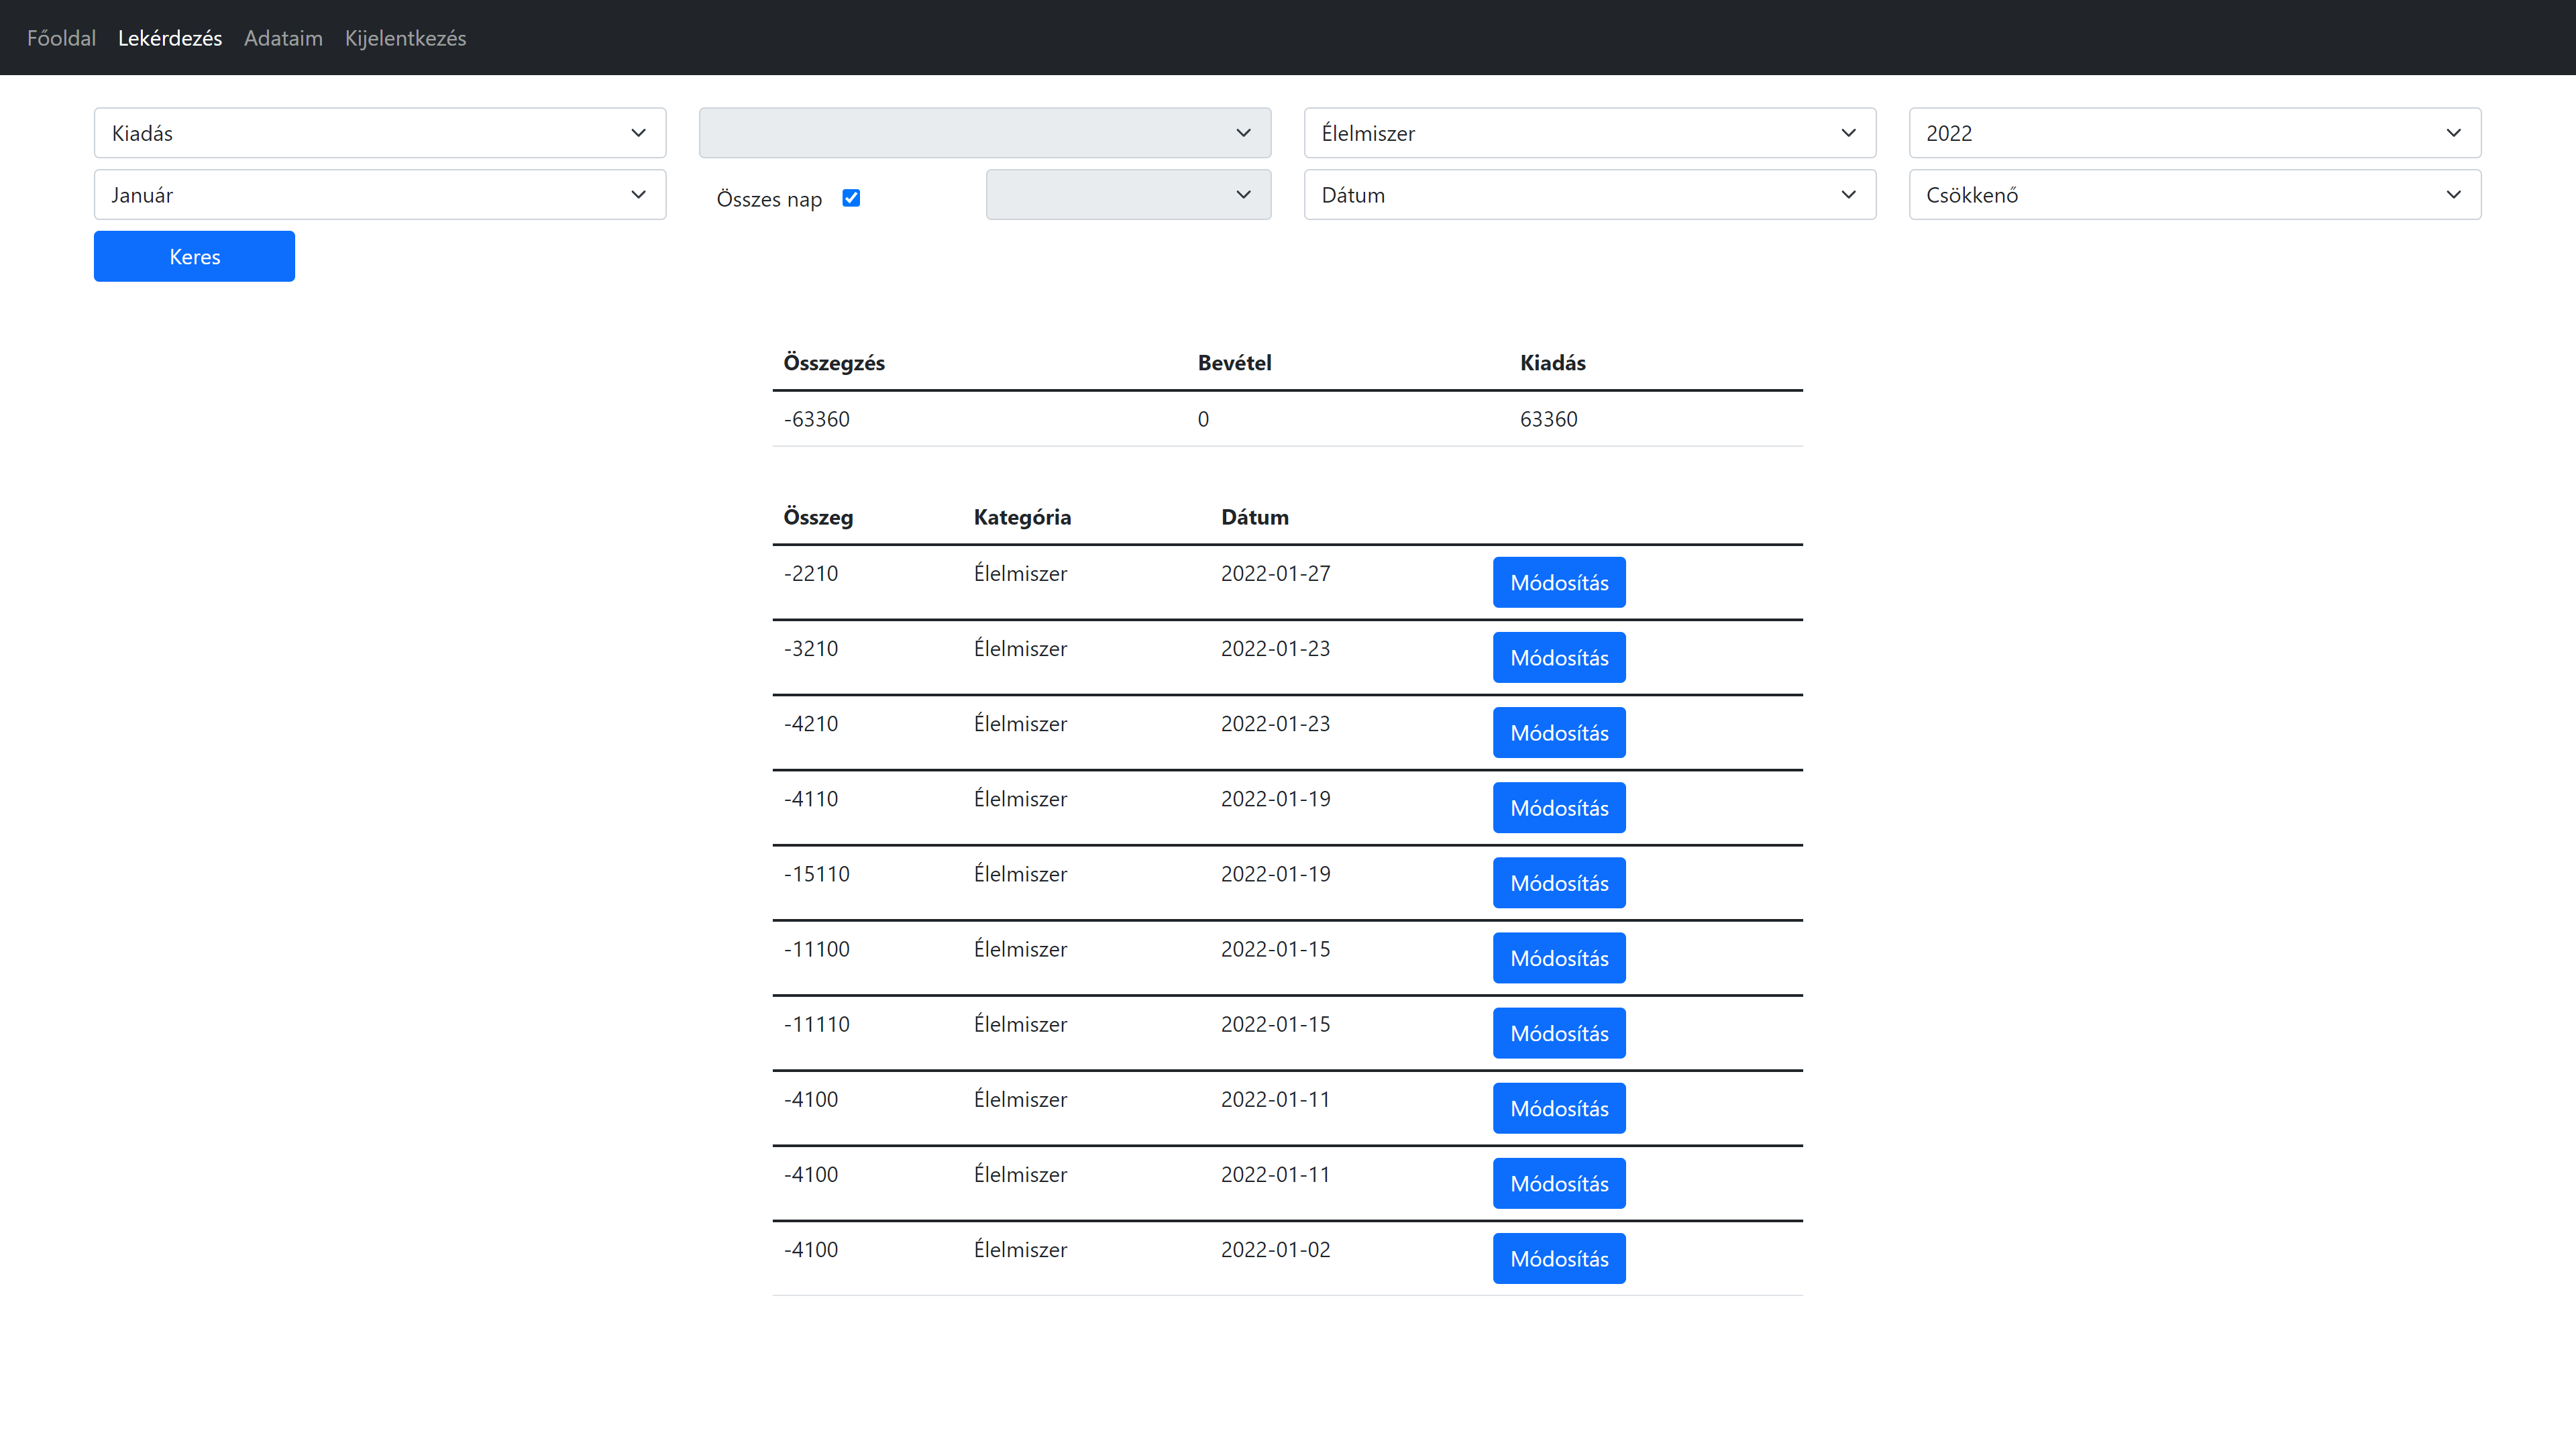 Főoldal Lekérdezés Adataim Kijelentkezés
Kiadás Élelmiszer 2022
Január Összes nap Dátum Csökkenő
Keres
Összegzés Bevétel Kiadás
-63360 0 63360
Összeg Kategória Dátum
-2210 Élelmiszer 2022-01-27 Módosítás
-3210 Élelmiszer 2022-01-23 Módosítás
-4210 Élelmiszer 2022-01-23 Módosítás
-4110 Élelmiszer 2022-01-19 Módosítás
-15110 Élelmiszer 2022-01-19 Módosítás
-11100 Élelmiszer 2022-01-15 Módosítás
-11110 Élelmiszer 2022-01-15 Módosítás
-4100 Élelmiszer 2022-01-11 Módosítás
-4100 Élelmiszer 2022-01-11 Módosítás
-4100 Élelmiszer 2022-01-02 Módosítás